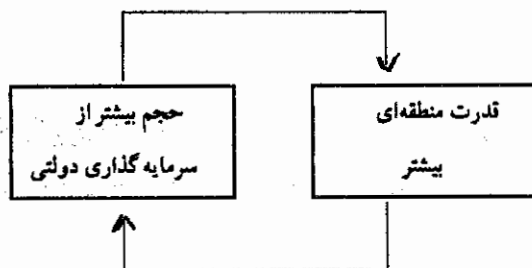 قدرت منطقه‌ای
بیشتر
حجم بیشتر از
سرمایه گذاری دولتی